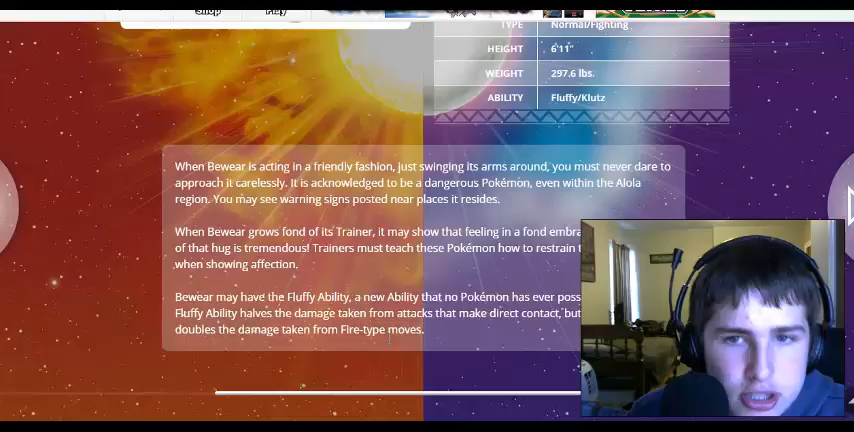 Shop Play
TYPE Normal/Fighting
HEIGHT 6'11"
WEIGHT 297.6 lbs.
ABILITY Fluffy/Klutz
When Bewear is acting in a friendly fashion, just swinging its arms around, you must never dare to
approach it carelessly. It is acknowledged to be a dangerous Pokémon, even within the Alola
region. You may see warning signs posted near places it resides.
When Bewear grows fond of its Trainer, it may show that feeling in a fond embra
of that hug is tremendous! Trainers must teach these Pokémon how to restrain t
when showing affection.
Bewear may have the Fluffy Ability, a new Ability that no Pokémon has ever poss
Fluffy Ability halves the damage taken from attacks that make direct contact, but
doubles the damage taken from Fire-type moves.